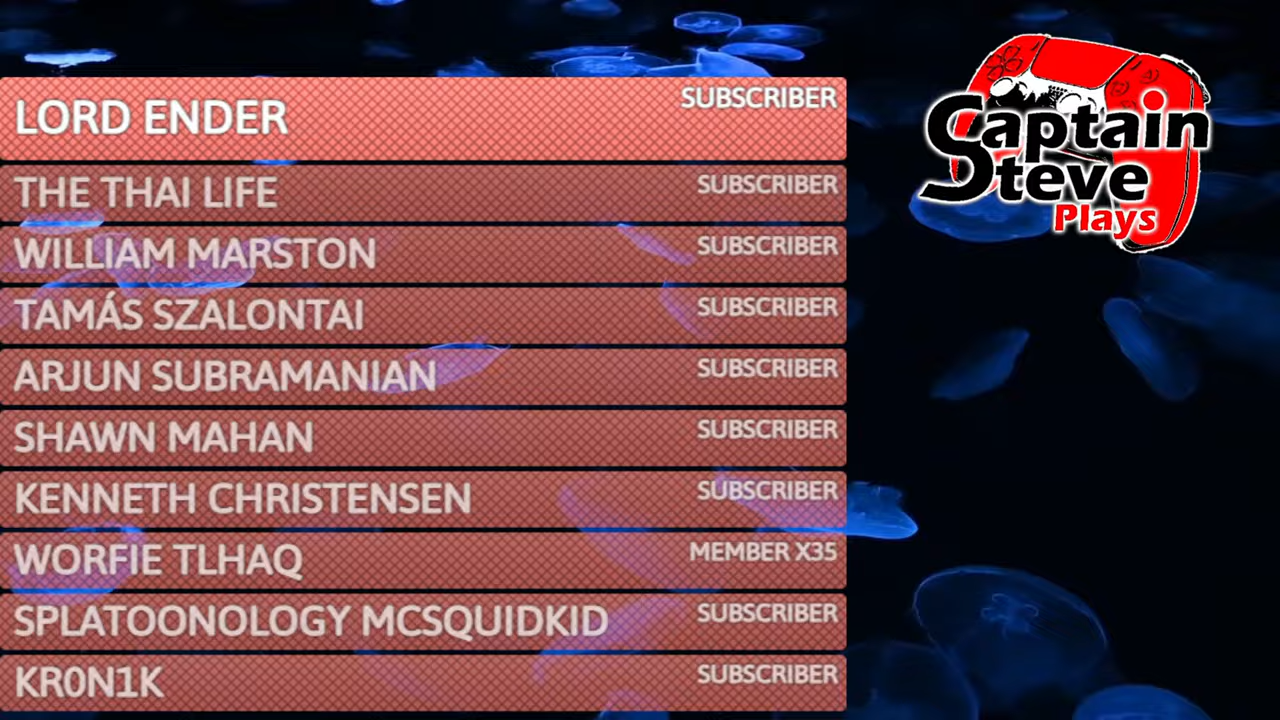 LORD ENDER SUBSCRIBER
THE THAI LIFE SUBSCRIBER
WILLIAM MARSTON SUBSCRIBER
TAMÁS SZALONTAI SUBSCRIBER
ARJUN SUBRAMANIAN SUBSCRIBER
SHAWN MAHAN SUBSCRIBER
KENNETH CHRISTENSEN SUBSCRIBER
WORFIE TLHAQ MEMBER X35
SPLATOONOLOGY MCSQUIDKID SUBSCRIBER
KR0N1K SUBSCRIBER
Captain
Steve
Plays